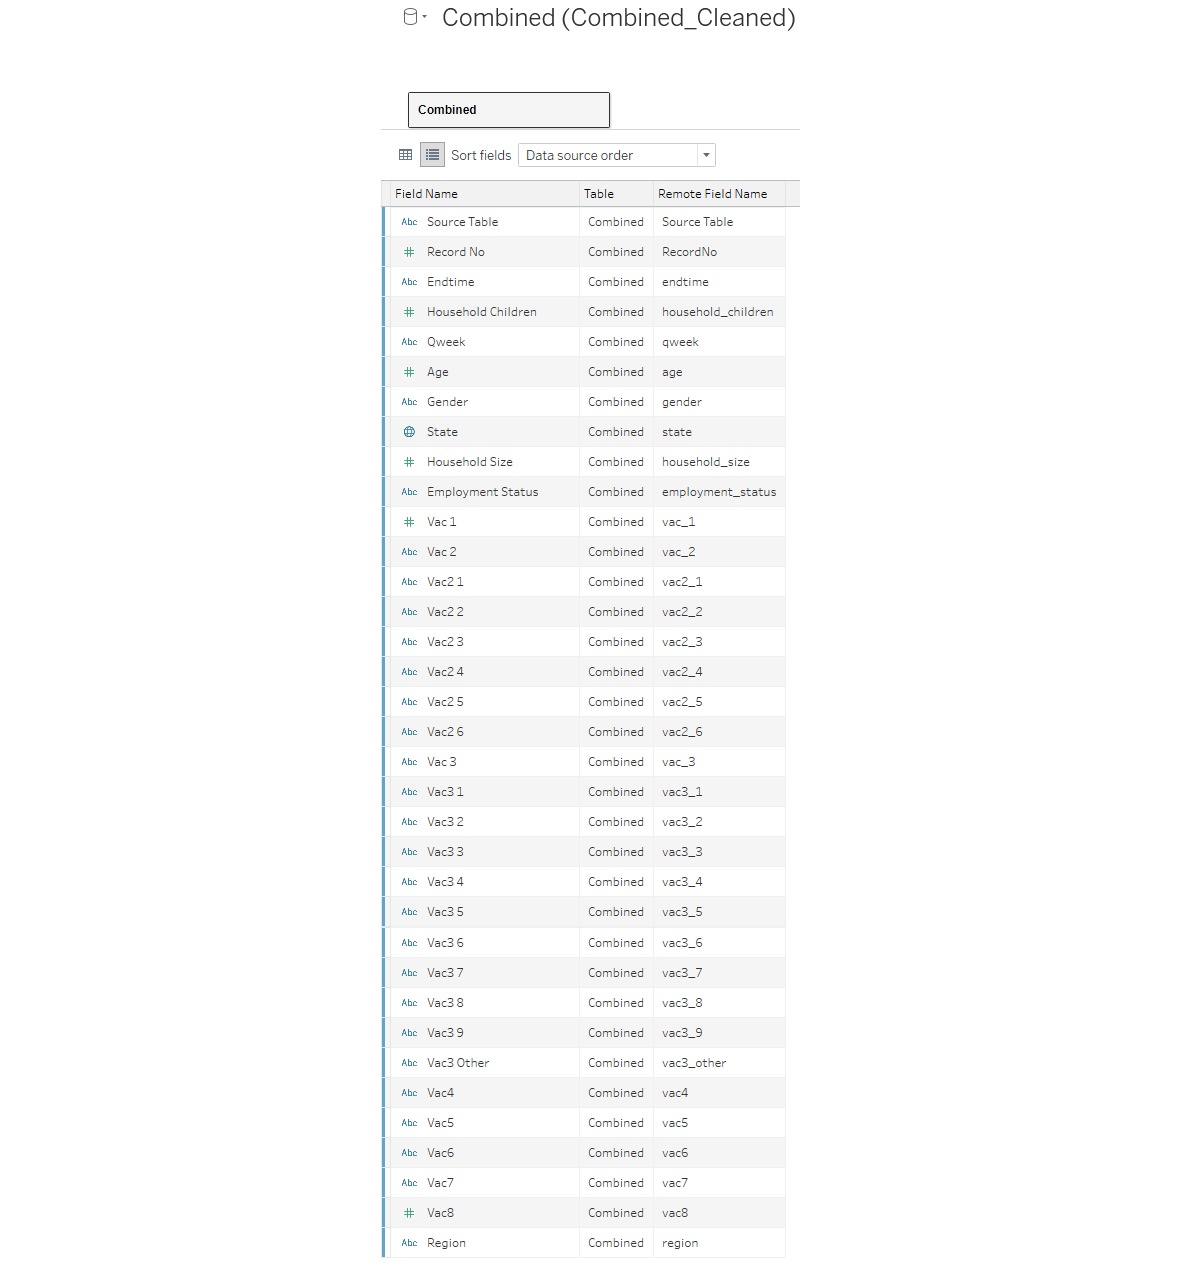 Combined (Combined_Cleaned)
Combined
Sort fields Data source order
Field Name Table Remote Field Name
Abc Source Table Combined Source Table
# Record No Combined RecordNo
Abc Endtime Combined endtime
# Household Children Combined household_children
Abc Qweek Combined qweek
# Age Combined age
Abc Gender Combined gender
State Combined state
# Household Size Combined household_size
Abc Employment Status Combined employment_status
# Vac 1 Combined vac_1
Abc Vac 2 Combined vac_2
Abc Vac2 1 Combined vac2_1
Abc Vac2 2 Combined vac2_2
Abc Vac2 3 Combined vac2_3
Abc Vac2 4 Combined vac2_4
Abc Vac2 5 Combined vac2_5
Abc Vac2 6 Combined vac2_6
Abc Vac 3 Combined vac_3
Abc Vac3 1 Combined vac3_1
Abc Vac3 2 Combined vac3_2
Abc Vac3 3 Combined vac3_3
Abc Vac3 4 Combined vac3_4
Abc Vac3 5 Combined vac3_5
Abc Vac3 6 Combined vac3_6
Abc Vac3 7 Combined vac3_7
Abc Vac3 8 Combined vac3_8
Abc Vac3 9 Combined vac3_9
Abc Vac3 Other Combined vac3_other
Abc Vac4 Combined vac4
Abc Vac5 Combined vac5
Abc Vac6 Combined vac6
Abc Vac7 Combined vac7
# Vac8 Combined vac8
Abc Region Combined region